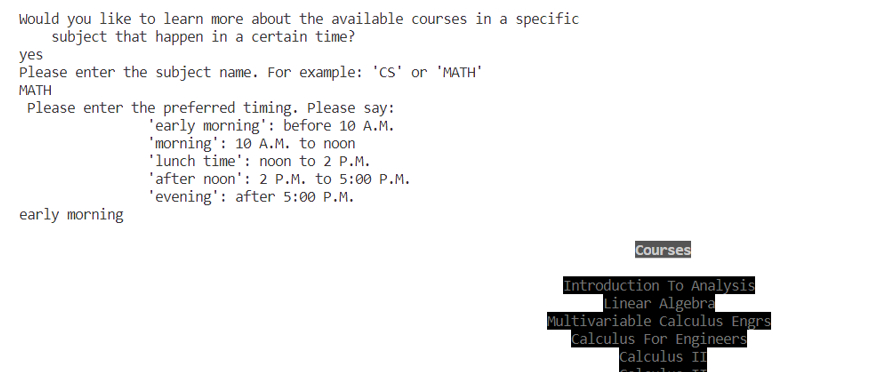 Would you like to learn more about the available courses in a specific
subject that happen in a certain time?
yes
Please enter the subject name. For example: 'CS' or 'MATH'
MATH
Please enter the preferred timing. Please say:
'early morning': before 10 A.M.
'morning': 10 A.M. to noon
'lunch time': noon to 2 P.M.
'after noon': 2 P.M. to 5:00 P.M.
'evening': after 5:00 P.M.
early morning
Courses
Introduction To Analysis
Linear Algebra
Multivariable Calculus Engrs
Calculus For Engineers
Calculus II